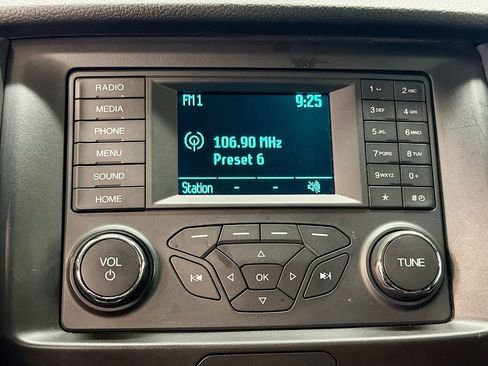 FM1 9:25
106.90 MHz
Preset 6
Station - -
RADIO
MEDIA
PHONE
MENU
SOUND
HOME
1 2 ABC
3 DEF 4 GHI
5 JKL 6 MNO
7 PQRS 8 TUV
9 WXYZ 0+
* #
VOL
OK
TUNE